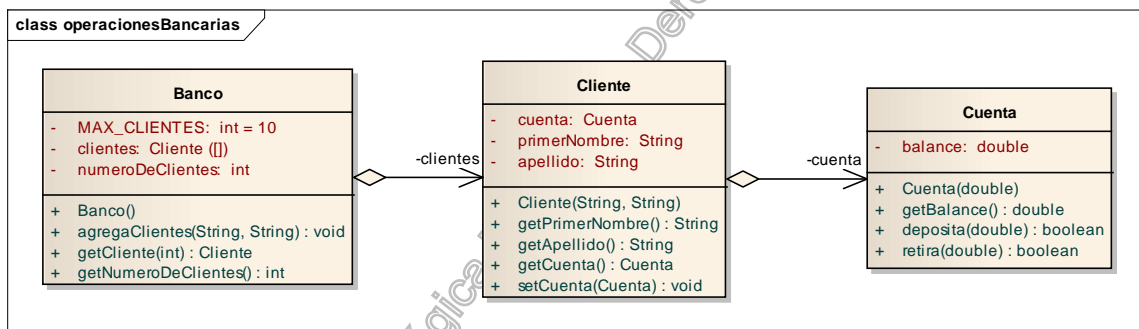 class operacionesBancarias
Banco
- MAX_CLIENTES: int = 10
- clientes: Cliente ([])
- numeroDeClientes: int
+ Banco()
+ agregaClientes(String, String) : void
+ getCliente(int) : Cliente
+ getNumeroDeClientes() : int
-clientes
Cliente
- cuenta: Cuenta
- primerNombre: String
- apellido: String
+ Cliente(String, String)
+ getPrimerNombre() : String
+ getApellido() : String
+ getCuenta() : Cuenta
+ setCuenta(Cuenta) : void
-cuenta
Cuenta
- balance: double
+ Cuenta(double)
+ getBalance() : double
+ deposita(double) : boolean
+ retira(double) : boolean